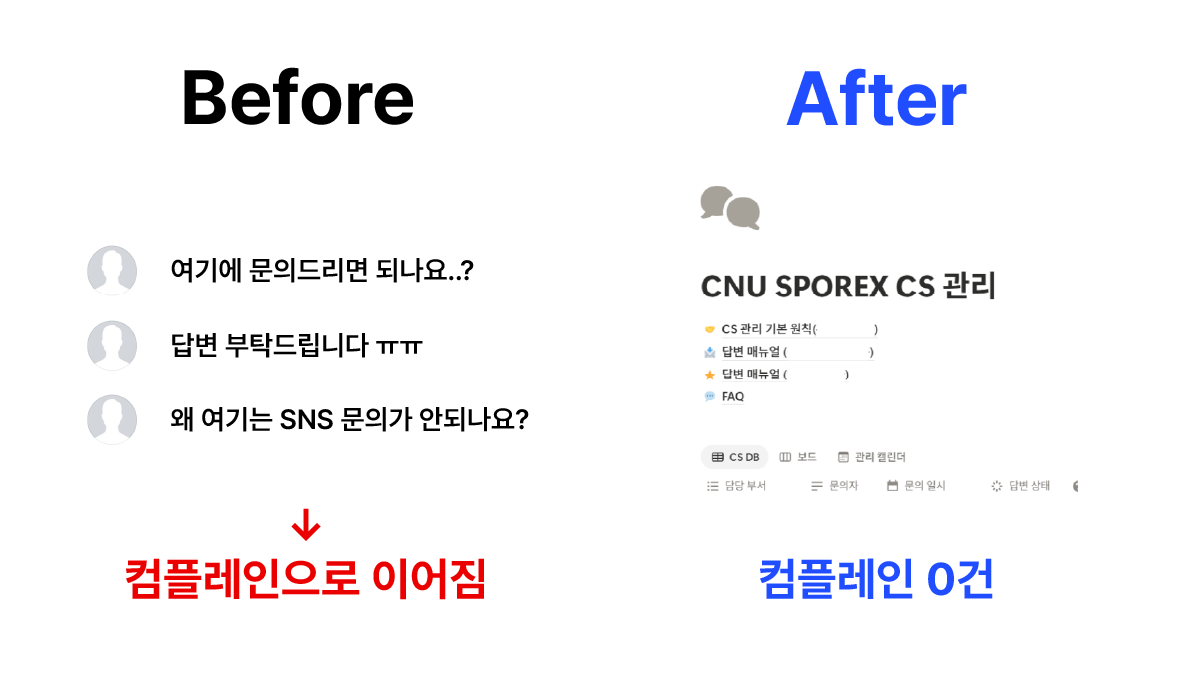 Before
여기에 문의드리면 되나요..?
답변 부탁드립니다 ㅠㅠ
왜 여기는 SNS 문의가 안되나요?
↓
컴플레인으로 이어짐
After
CNU SPOREX CS 관리
CS 관리 기본 원칙( )
답변 매뉴얼 ( )
답변 매뉴얼 ( )
FAQ
CS DB 보드 관리 캘린더
담당 부서 문의자 문의 일시 답변 상태
컴플레인 0건